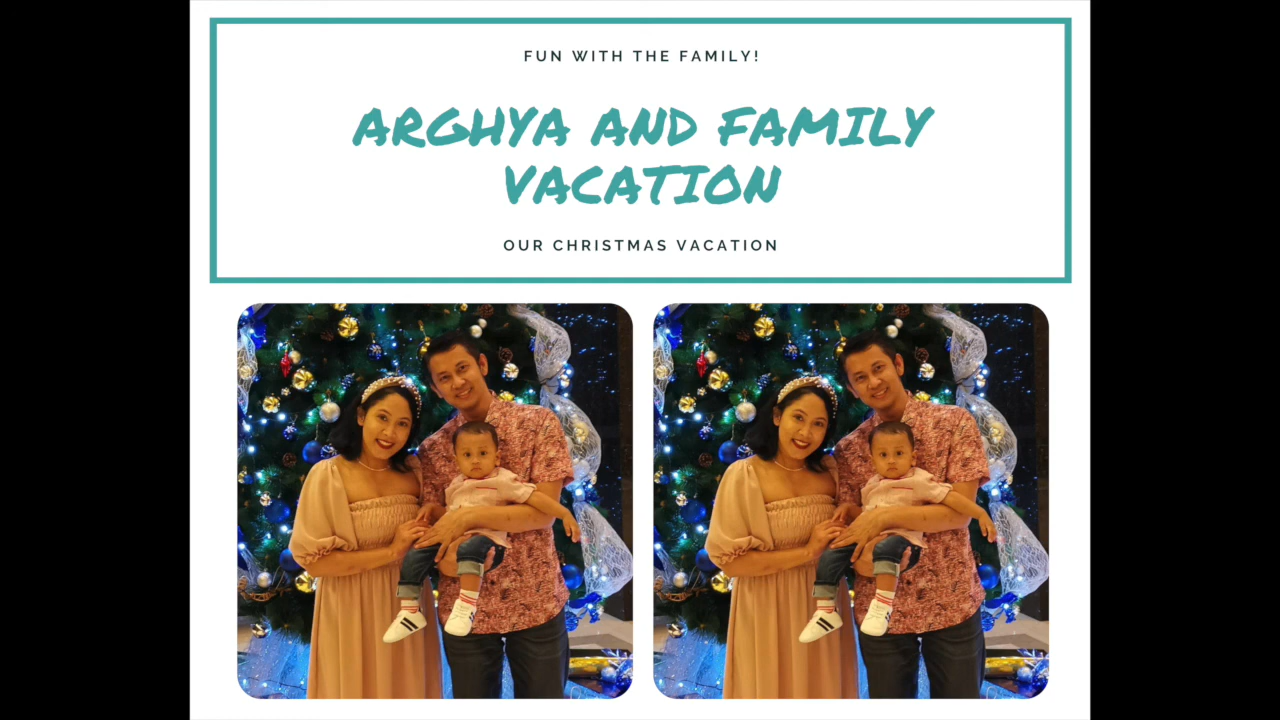 FUN WITH THE FAMILY!
ARGHYA AND FAMILY
VACATION
OUR CHRISTMAS VACATION